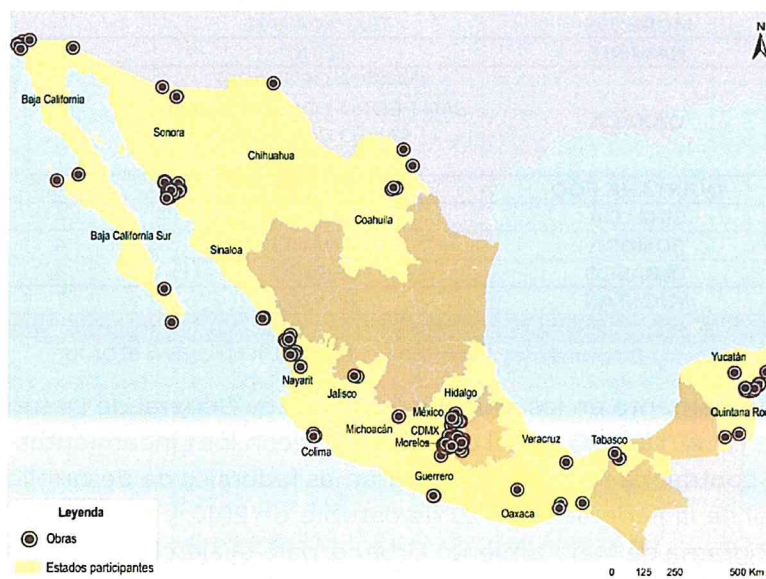 N
Baja California
Sonora
Chihuahua
Coahuila
Baja California Sur
Sinaloa
Nayarit
Jalisco
Hidalgo
México
Michoacán
CDMX
Morelos
Colima
Guerrero
Veracruz
Tabasco
Yucatán
Quintana Roo
Oaxaca
Leyenda
Obras
Estados participantes
0 125 250 500 Km